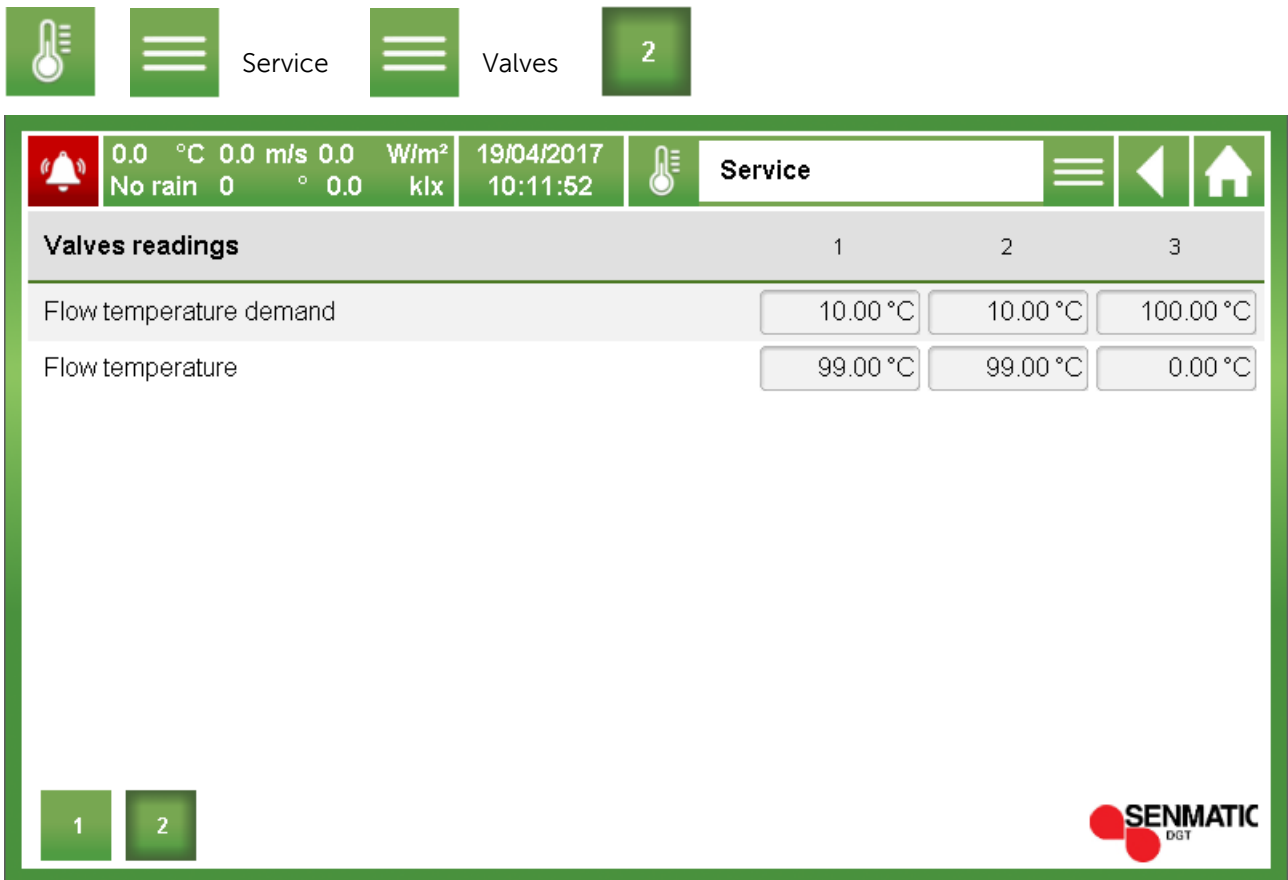 Service Valves 2
0.0 °C 0.0 m/s 0.0 W/m² 19/04/2017 Service
No rain 0 ° 0.0 klx 10:11:52
Valves readings 1 2 3
Flow temperature demand 10.00 °C 10.00 °C 100.00 °C
Flow temperature 99.00 °C 99.00 °C 0.00 °C
1 2 SENMATIC
DGT